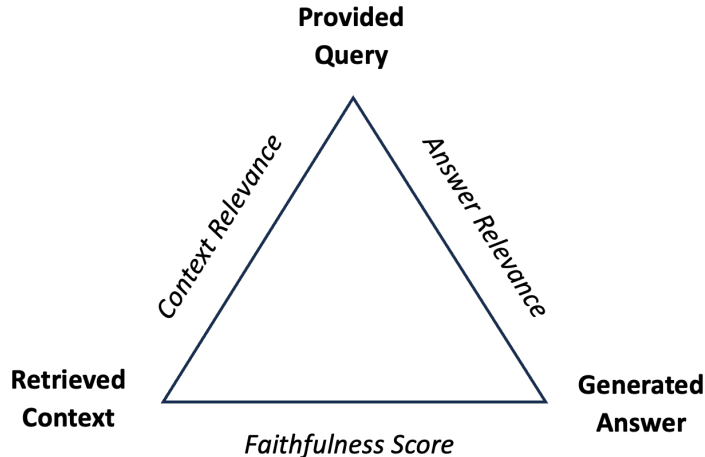 Provided
Query
Context Relevance
Answer Relevance
Retrieved
Context
Generated
Answer
Faithfulness Score